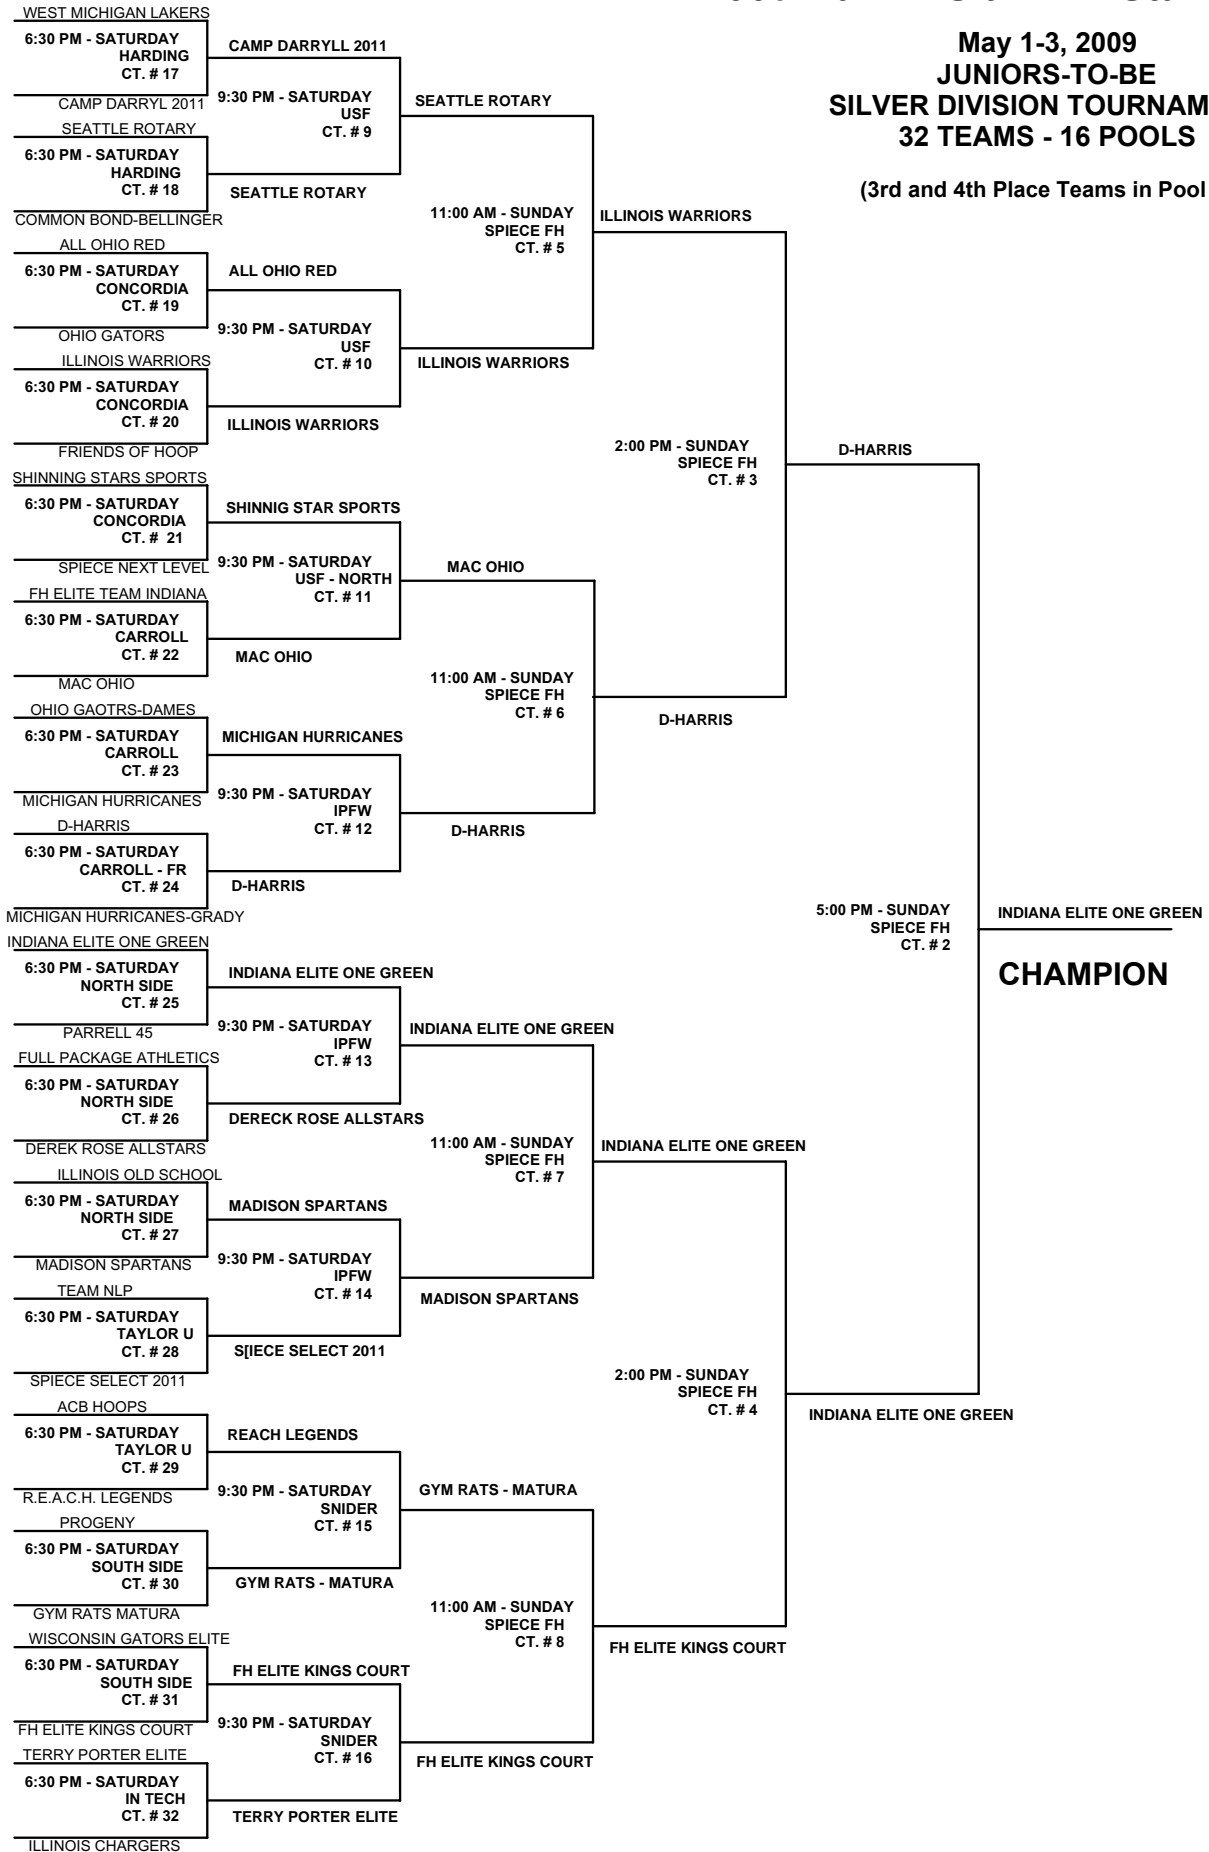 May 1-3, 2009
JUNIORS-TO-BE
SILVER DIVISION TOURNAM
32 TEAMS - 16 POOLS
(3rd and 4th Place Teams in Pool
WEST MICHIGAN LAKERS
6:30 PM - SATURDAY
HARDING
CT. # 17
CAMP DARRYL 2011
SEATTLE ROTARY
6:30 PM - SATURDAY
HARDING
CT. # 18
COMMON BOND-BELLINGER
ALL OHIO RED
6:30 PM - SATURDAY
CONCORDIA
CT. # 19
OHIO GATORS
ILLINOIS WARRIORS
6:30 PM - SATURDAY
CONCORDIA
CT. # 20
FRIENDS OF HOOP
SHINNING STARS SPORTS
6:30 PM - SATURDAY
CONCORDIA
CT. # 21
SPIECE NEXT LEVEL
FH ELITE TEAM INDIANA
6:30 PM - SATURDAY
CARROLL
CT. # 22
MAC OHIO
OHIO GAOTRS-DAMES
6:30 PM - SATURDAY
CARROLL
CT. # 23
MICHIGAN HURRICANES
D-HARRIS
6:30 PM - SATURDAY
CARROLL - FR
CT. # 24
MICHIGAN HURRICANES-GRADY
INDIANA ELITE ONE GREEN
6:30 PM - SATURDAY
NORTH SIDE
CT. # 25
PARRELL 45
FULL PACKAGE ATHLETICS
6:30 PM - SATURDAY
NORTH SIDE
CT. # 26
DEREK ROSE ALLSTARS
ILLINOIS OLD SCHOOL
6:30 PM - SATURDAY
NORTH SIDE
CT. # 27
MADISON SPARTANS
TEAM NLP
6:30 PM - SATURDAY
TAYLOR U
CT. # 28
SPIECE SELECT 2011
ACB HOOPS
6:30 PM - SATURDAY
TAYLOR U
CT. # 29
R.E.A.C.H. LEGENDS
PROGENY
6:30 PM - SATURDAY
SOUTH SIDE
CT. # 30
GYM RATS MATURA
WISCONSIN GATORS ELITE
6:30 PM - SATURDAY
SOUTH SIDE
CT. # 31
FH ELITE KINGS COURT
TERRY PORTER ELITE
6:30 PM - SATURDAY
IN TECH
CT. # 32
ILLINOIS CHARGERS
CAMP DARRYLL 2011
9:30 PM - SATURDAY
USF
CT. # 9
SEATTLE ROTARY
ALL OHIO RED
9:30 PM - SATURDAY
USF
CT. # 10
ILLINOIS WARRIORS
SHINNIG STAR SPORTS
9:30 PM - SATURDAY
USF - NORTH
CT. # 11
MAC OHIO
MICHIGAN HURRICANES
9:30 PM - SATURDAY
IPFW
CT. # 12
D-HARRIS
INDIANA ELITE ONE GREEN
9:30 PM - SATURDAY
IPFW
CT. # 13
DERECK ROSE ALLSTARS
MADISON SPARTANS
9:30 PM - SATURDAY
IPFW
CT. # 14
S[IECE SELECT 2011
REACH LEGENDS
9:30 PM - SATURDAY
SNIDER
CT. # 15
GYM RATS - MATURA
FH ELITE KINGS COURT
9:30 PM - SATURDAY
SNIDER
CT. # 16
TERRY PORTER ELITE
SEATTLE ROTARY
11:00 AM - SUNDAY
SPIECE FH
CT. # 5
ILLINOIS WARRIORS
MAC OHIO
11:00 AM - SUNDAY
SPIECE FH
CT. # 6
D-HARRIS
INDIANA ELITE ONE GREEN
11:00 AM - SUNDAY
SPIECE FH
CT. # 7
MADISON SPARTANS
GYM RATS - MATURA
11:00 AM - SUNDAY
SPIECE FH
CT. # 8
FH ELITE KINGS COURT
ILLINOIS WARRIORS
2:00 PM - SUNDAY
SPIECE FH
CT. # 3
D-HARRIS
INDIANA ELITE ONE GREEN
2:00 PM - SUNDAY
SPIECE FH
CT. # 4
FH ELITE KINGS COURT
D-HARRIS
5:00 PM - SUNDAY
SPIECE FH
CT. # 2
INDIANA ELITE ONE GREEN
INDIANA ELITE ONE GREEN
CHAMPION